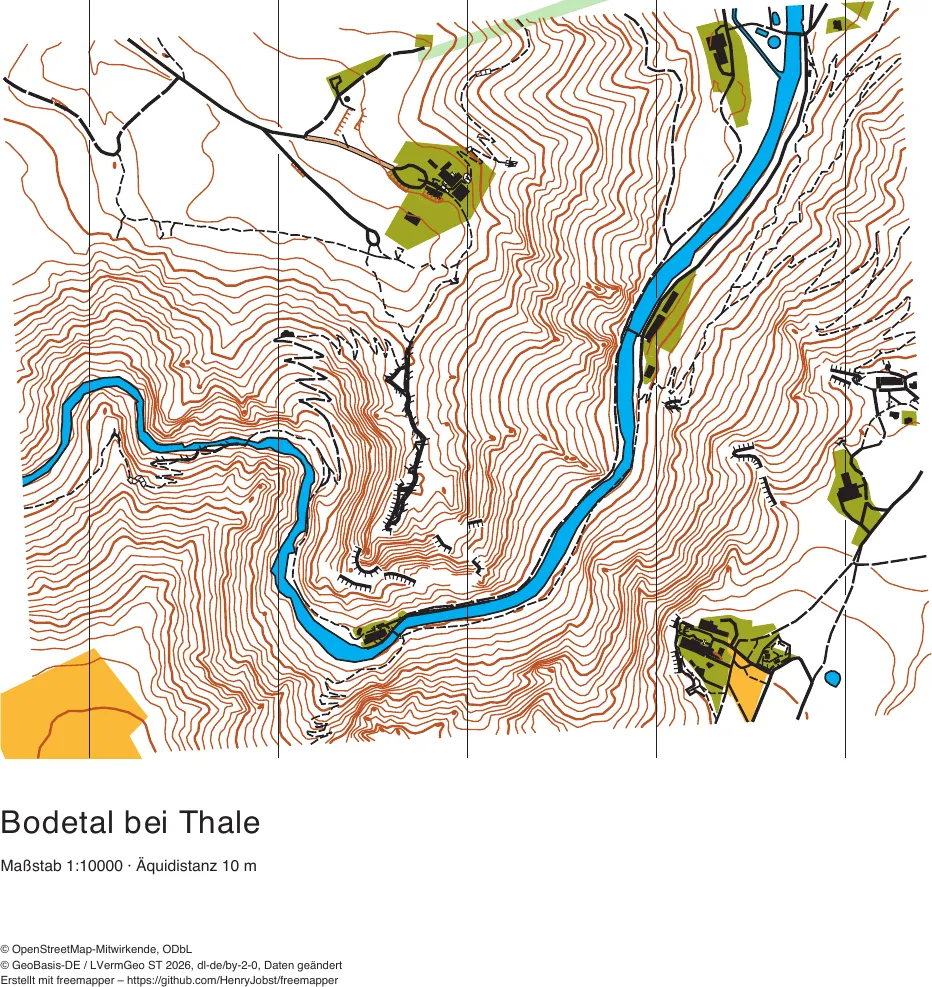 Bodetal bei Thale
Maßstab 1:10000 · Äquidistanz 10 m
© OpenStreetMap-Mitwirkende, ODbL
© GeoBasis-DE / LVermGeo ST 2026, dl-de/by-2-0, Daten geändert
Erstellt mit freemapper – https://github.com/HenryJobst/freemapper